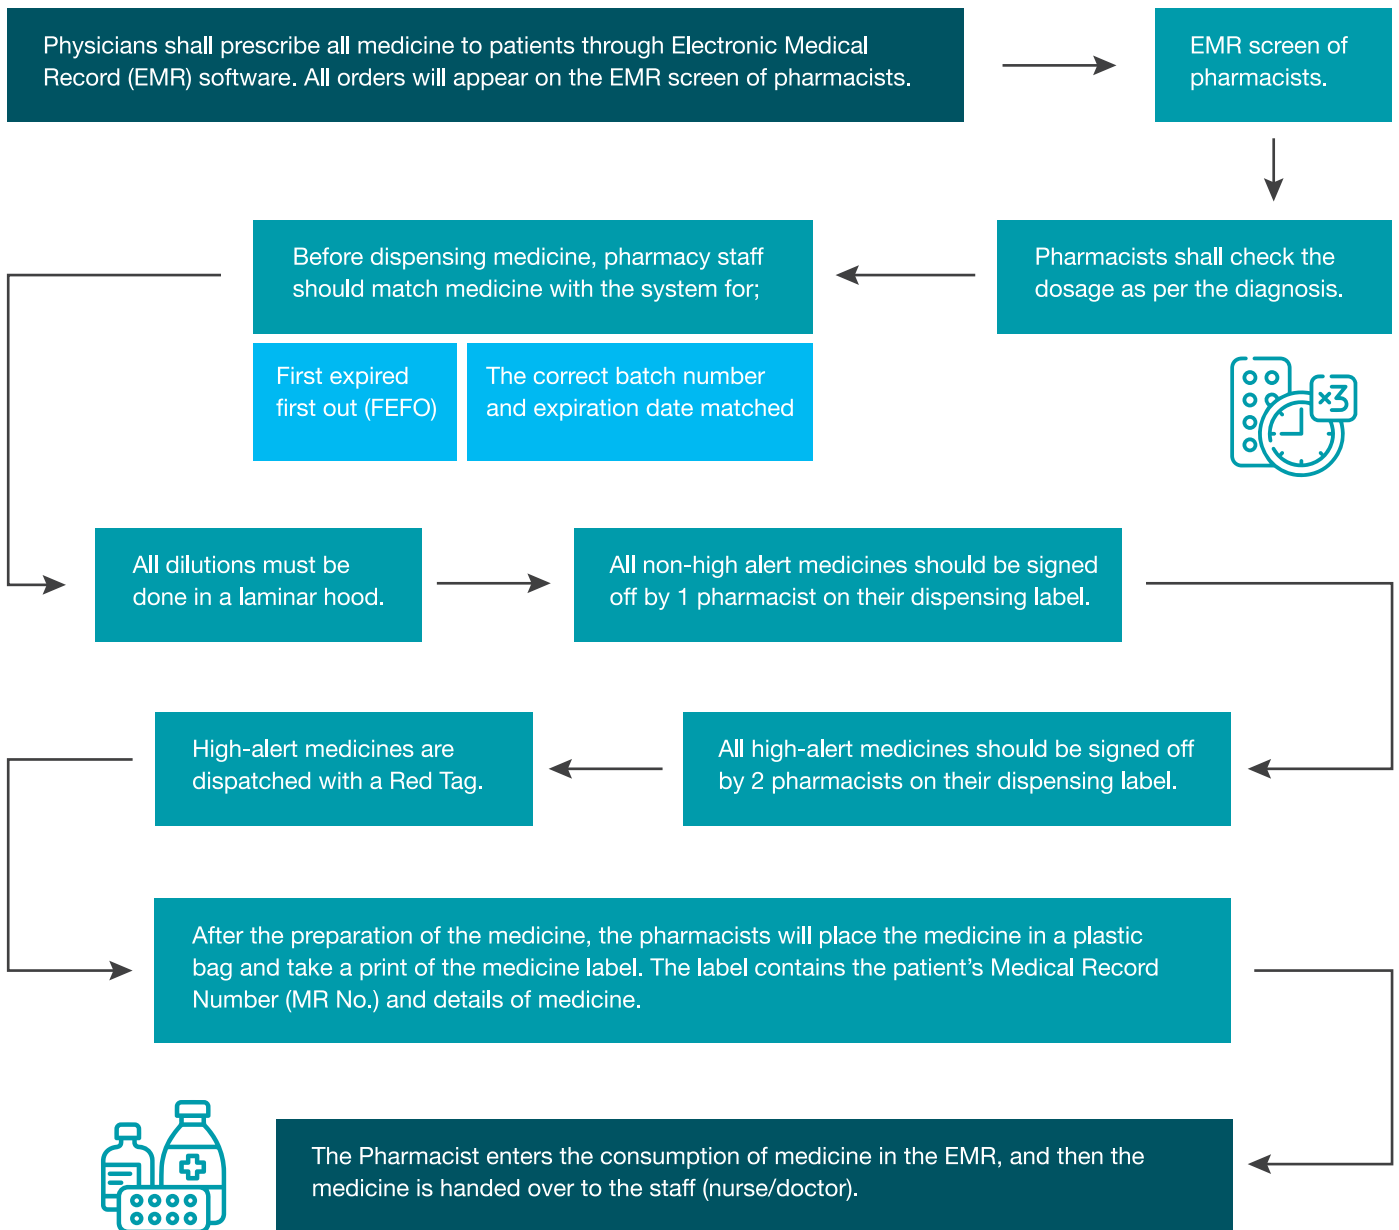 Physicians shall prescribe all medicine to patients through Electronic Medical
Record (EMR) software. All orders will appear on the EMR screen of pharmacists.
EMR screen of
pharmacists.
Pharmacists shall check the
dosage as per the diagnosis.
×3
Before dispensing medicine, pharmacy staff
should match medicine with the system for;
First expired
first out (FEFO)
The correct batch number
and expiration date matched
All dilutions must be
done in a laminar hood.
All non-high alert medicines should be signed
off by 1 pharmacist on their dispensing label.
All high-alert medicines should be signed off
by 2 pharmacists on their dispensing label.
High-alert medicines are
dispatched with a Red Tag.
After the preparation of the medicine, the pharmacists will place the medicine in a plastic
bag and take a print of the medicine label. The label contains the patient’s Medical Record
Number (MR No.) and details of medicine.
The Pharmacist enters the consumption of medicine in the EMR, and then the
medicine is handed over to the staff (nurse/doctor).